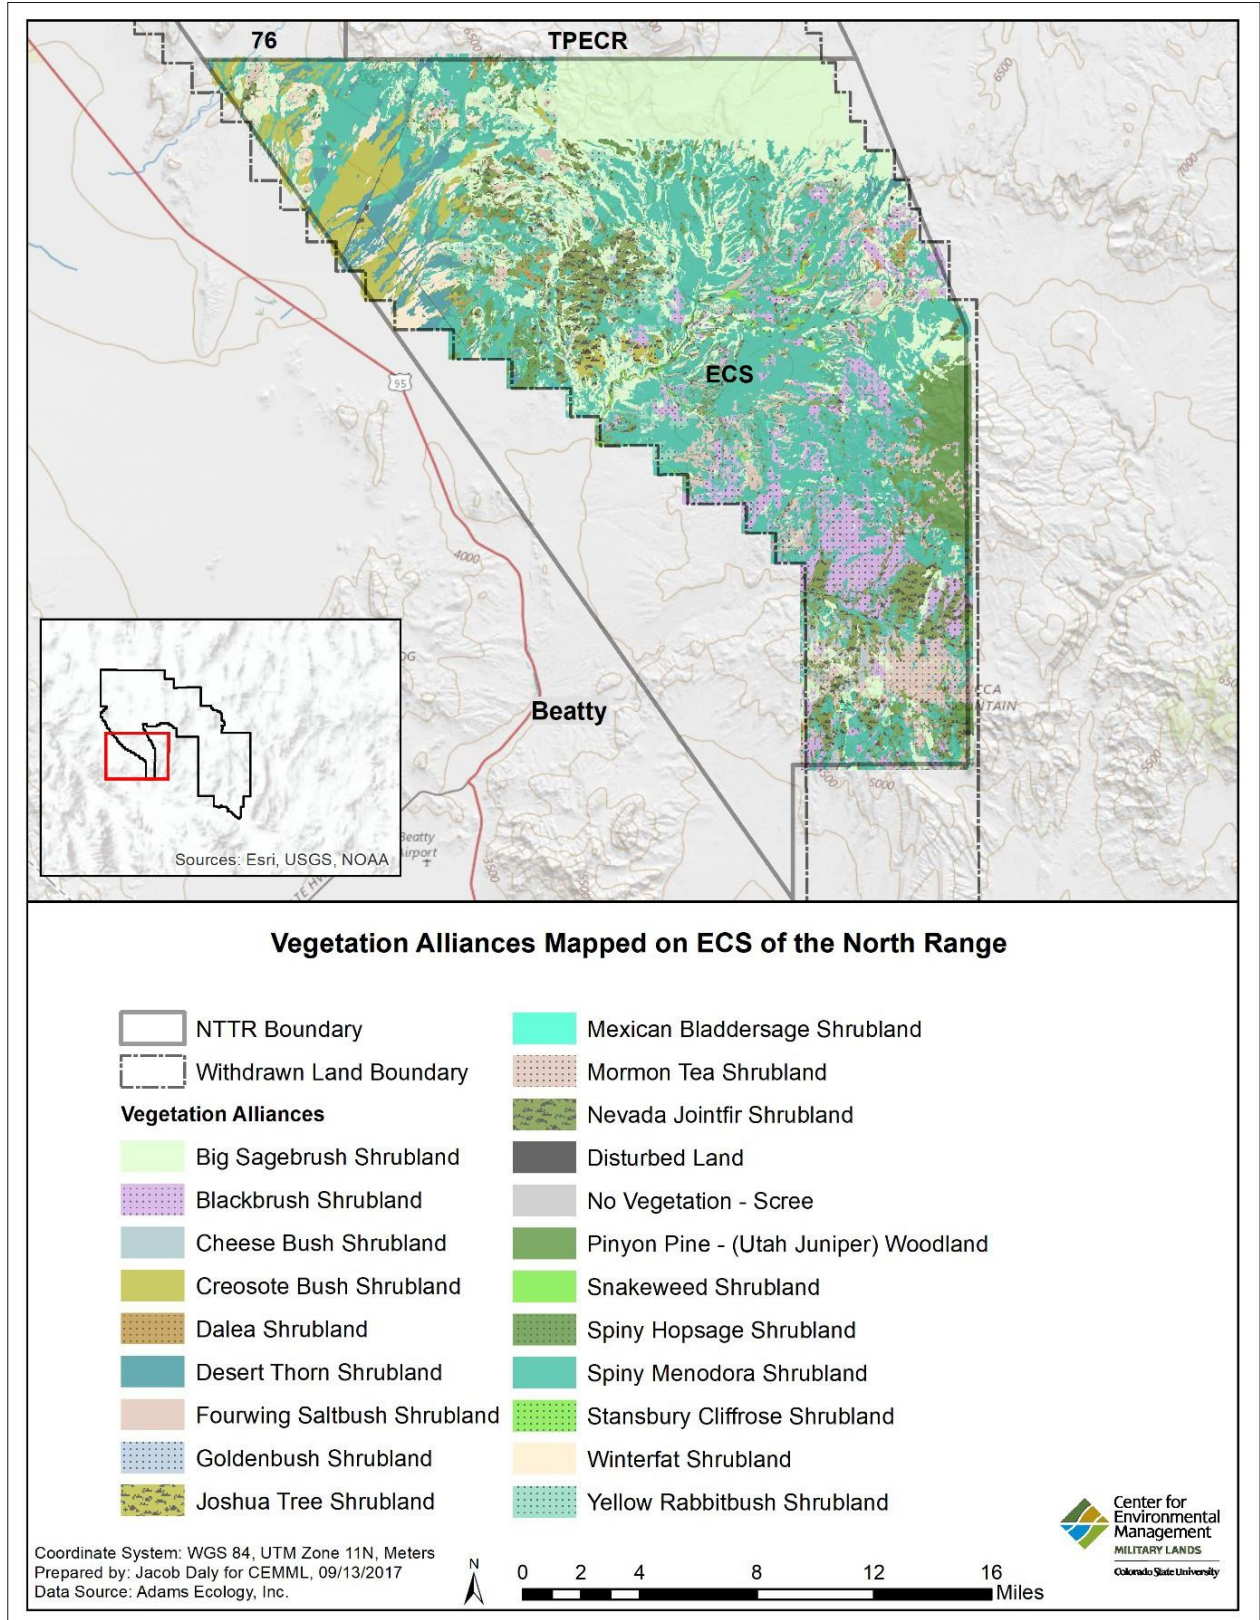 76
TPECR
6500
6500
7000
ECS
95
4000
Beatty
CCA
NTAIN
5000
5500
3500
Beatty
Airport
Sources: Esri, USGS, NOAA
Vegetation Alliances Mapped on ECS of the North Range
NTTR Boundary
Withdrawn Land Boundary
Vegetation Alliances
Big Sagebrush Shrubland
Blackbrush Shrubland
Cheese Bush Shrubland
Creosote Bush Shrubland
Dalea Shrubland
Desert Thorn Shrubland
Fourwing Saltbush Shrubland
Goldenbush Shrubland
Joshua Tree Shrubland
Mexican Bladdersage Shrubland
Mormon Tea Shrubland
Nevada Jointfir Shrubland
Disturbed Land
No Vegetation - Scree
Pinyon Pine - (Utah Juniper) Woodland
Snakeweed Shrubland
Spiny Hopsage Shrubland
Spiny Menodora Shrubland
Stansbury Cliffrose Shrubland
Winterfat Shrubland
Yellow Rabbitbush Shrubland
Coordinate System: WGS 84, UTM Zone 11N, Meters
Prepared by: Jacob Daly for CEMML, 09/13/2017
Data Source: Adams Ecology, Inc.
N
0 2 4 8 12 16
Miles
Center for
Environmental
Management
MILITARY LANDS
Colorado State University